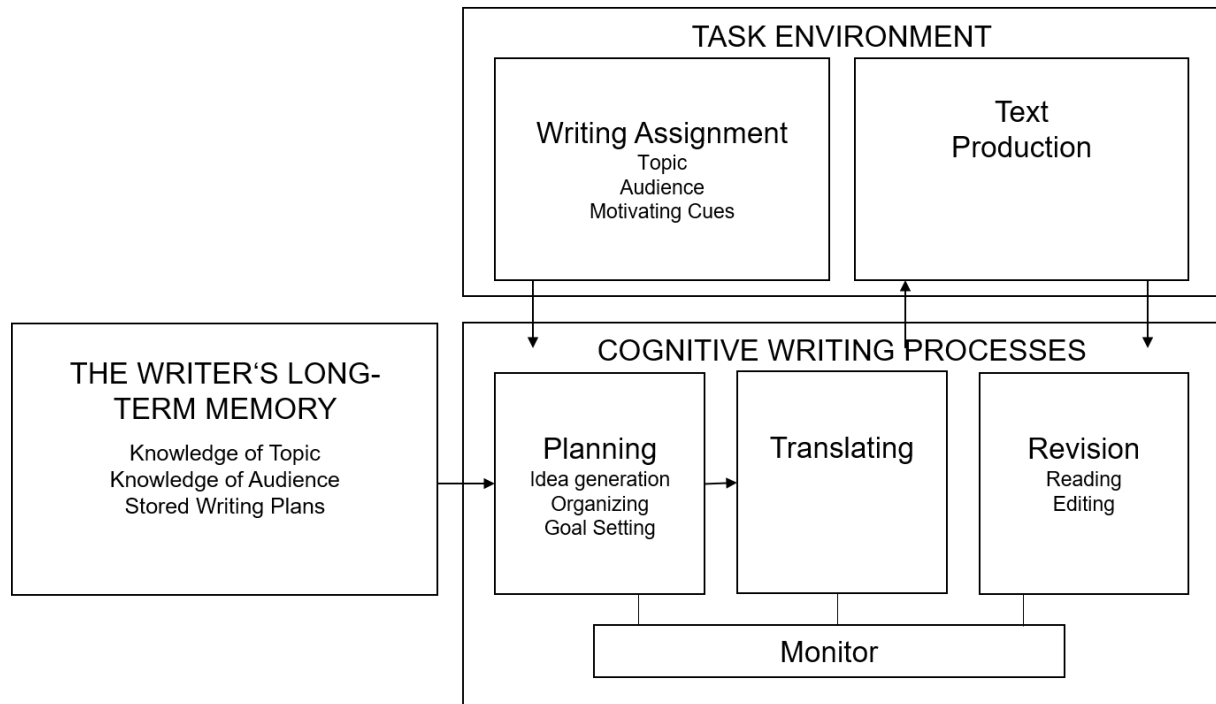 TASK ENVIRONMENT
Writing Assignment
Topic
Audience
Motivating Cues
Text
Production
THE WRITER‘S LONG-
TERM MEMORY
Knowledge of Topic
Knowledge of Audience
Stored Writing Plans
COGNITIVE WRITING PROCESSES
Planning
Idea generation
Organizing
Goal Setting
Translating
Revision
Reading
Editing
Monitor